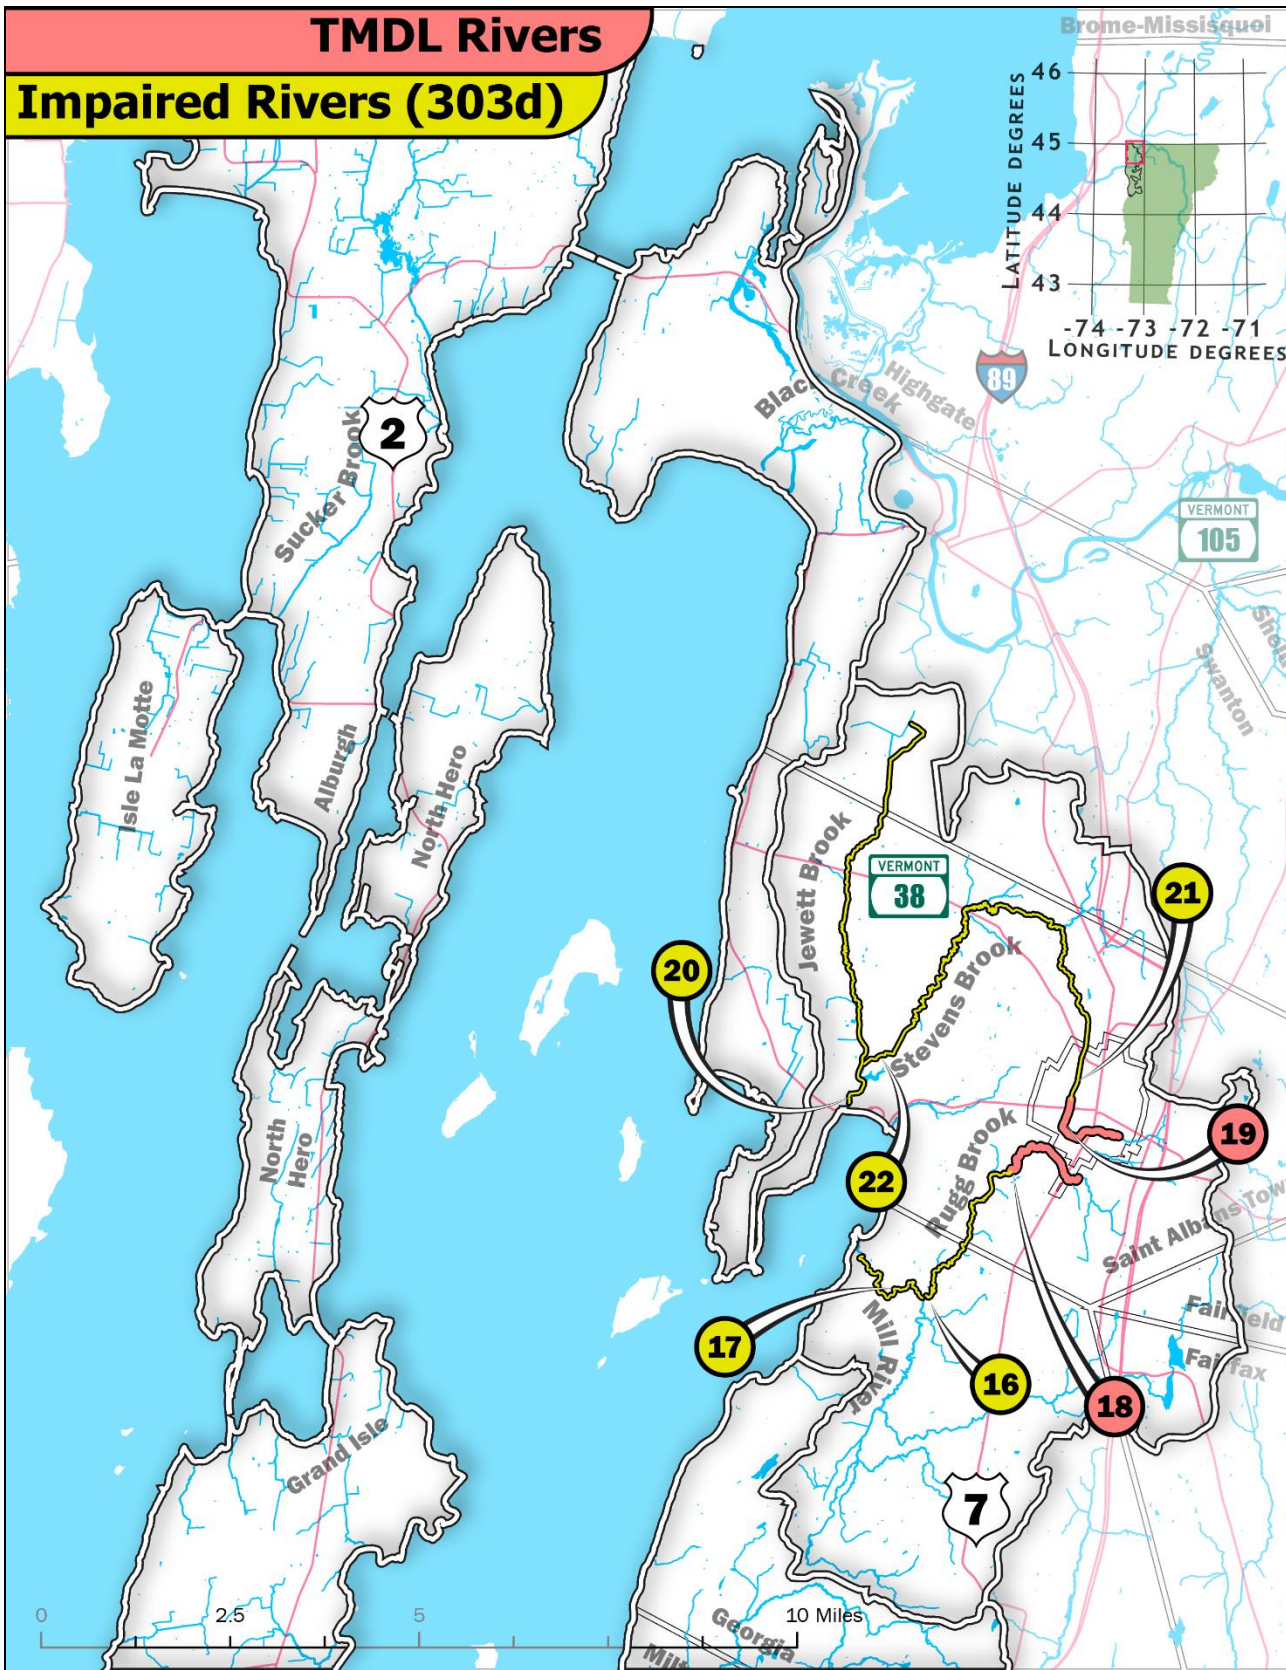 TMDL Rivers
Impaired Rivers (303d)
Brome-Missisquoi
LATITUDE DEGREES
46
45
44
43
-74 -73 -72 -71
LONGITUDE DEGREES
89
Highgate
Black Creek
2
Sucker Brook
VERMONT
105
Swanton
Isle La Motte
Alburgh
North Hero
Jewett Brook
VERMONT
38
21
20
Stevens Brook
19
22
Rugg Brook
North
Hero
Saint Albans Town
Fairfield
Fairfax
17
Mill River
16
18
Grand Isle
7
0
2.5
5
10 Miles
Georgia